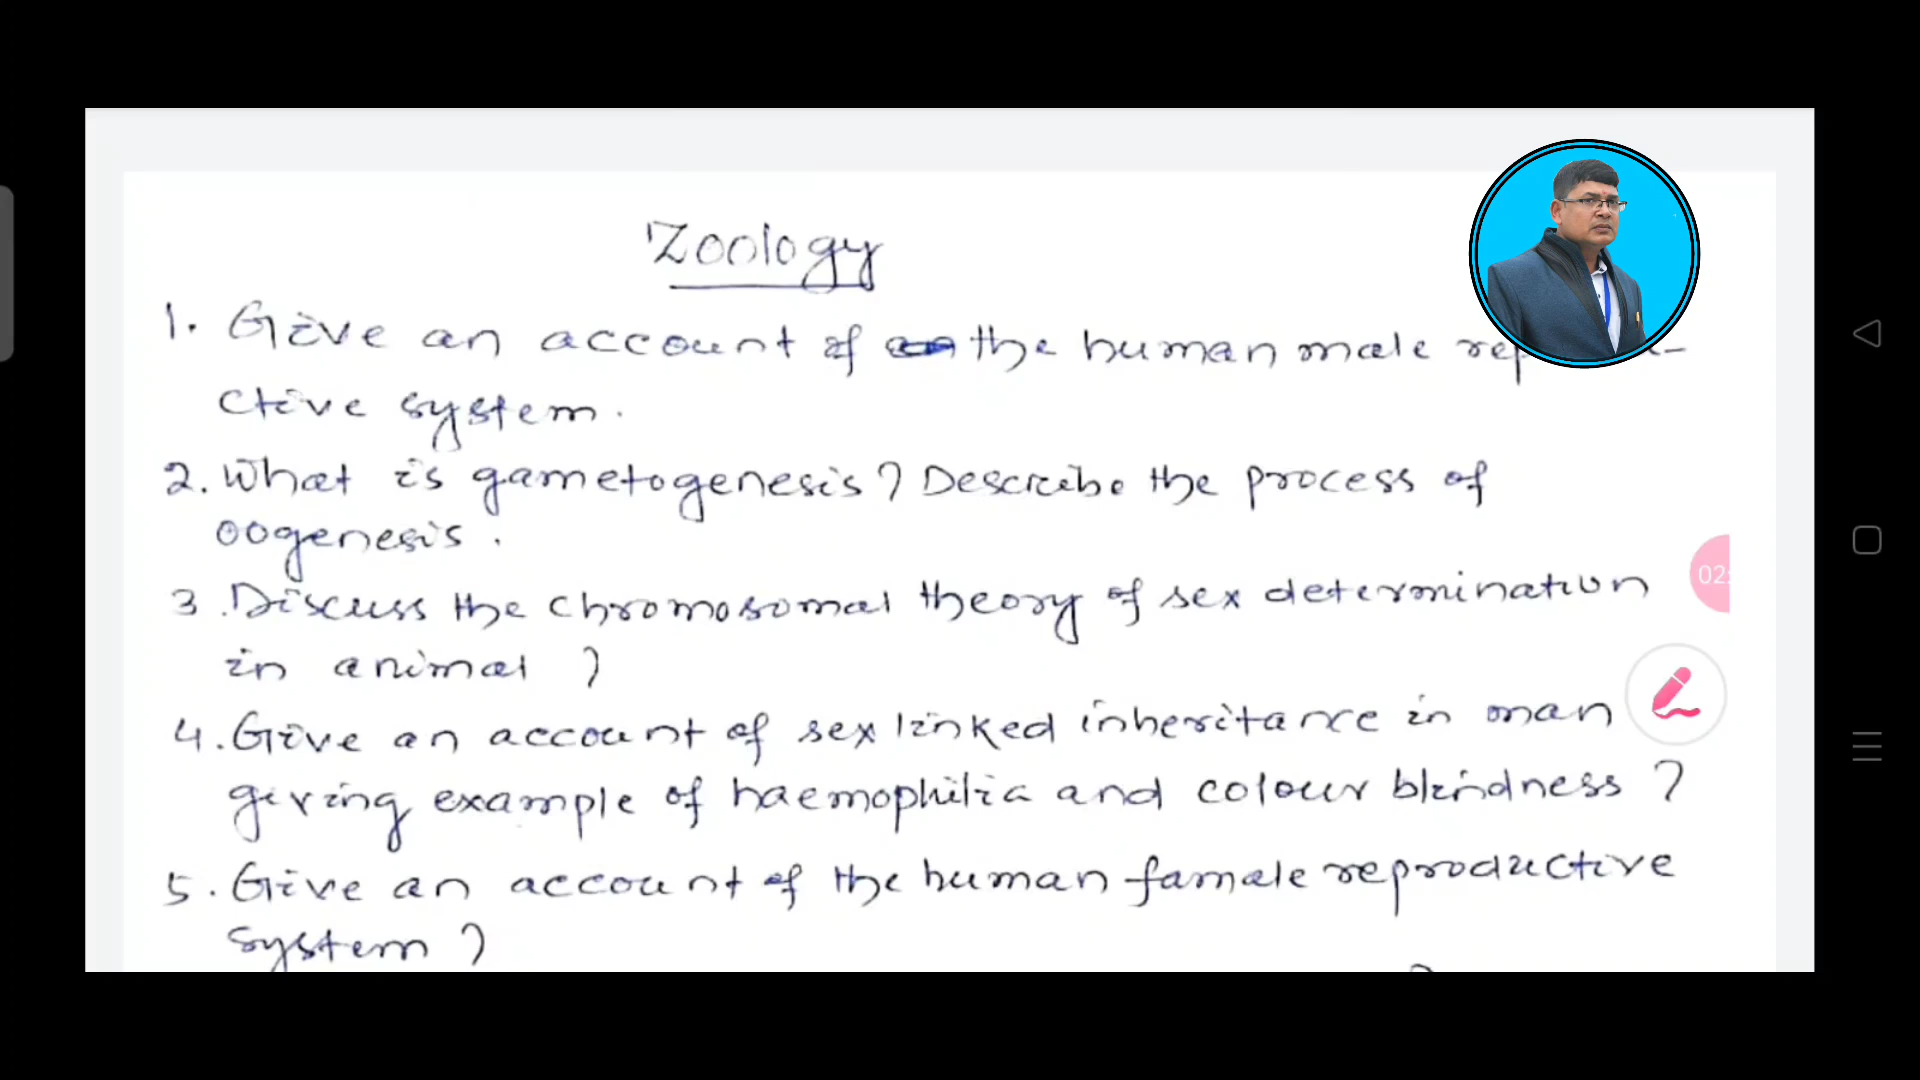 Zoology
1. Give an account of the human male
ctive system.
2. What is gametogenesis? Describe the process of
oogenesis.
3. Discuss the chromosomal theory of sex determination
in animal ?
4. Give an account of sex linked inheritance in man
giving example of haemophilia and colour blindness ?
5. Give an account of the human famale reproductive
system ?
02: